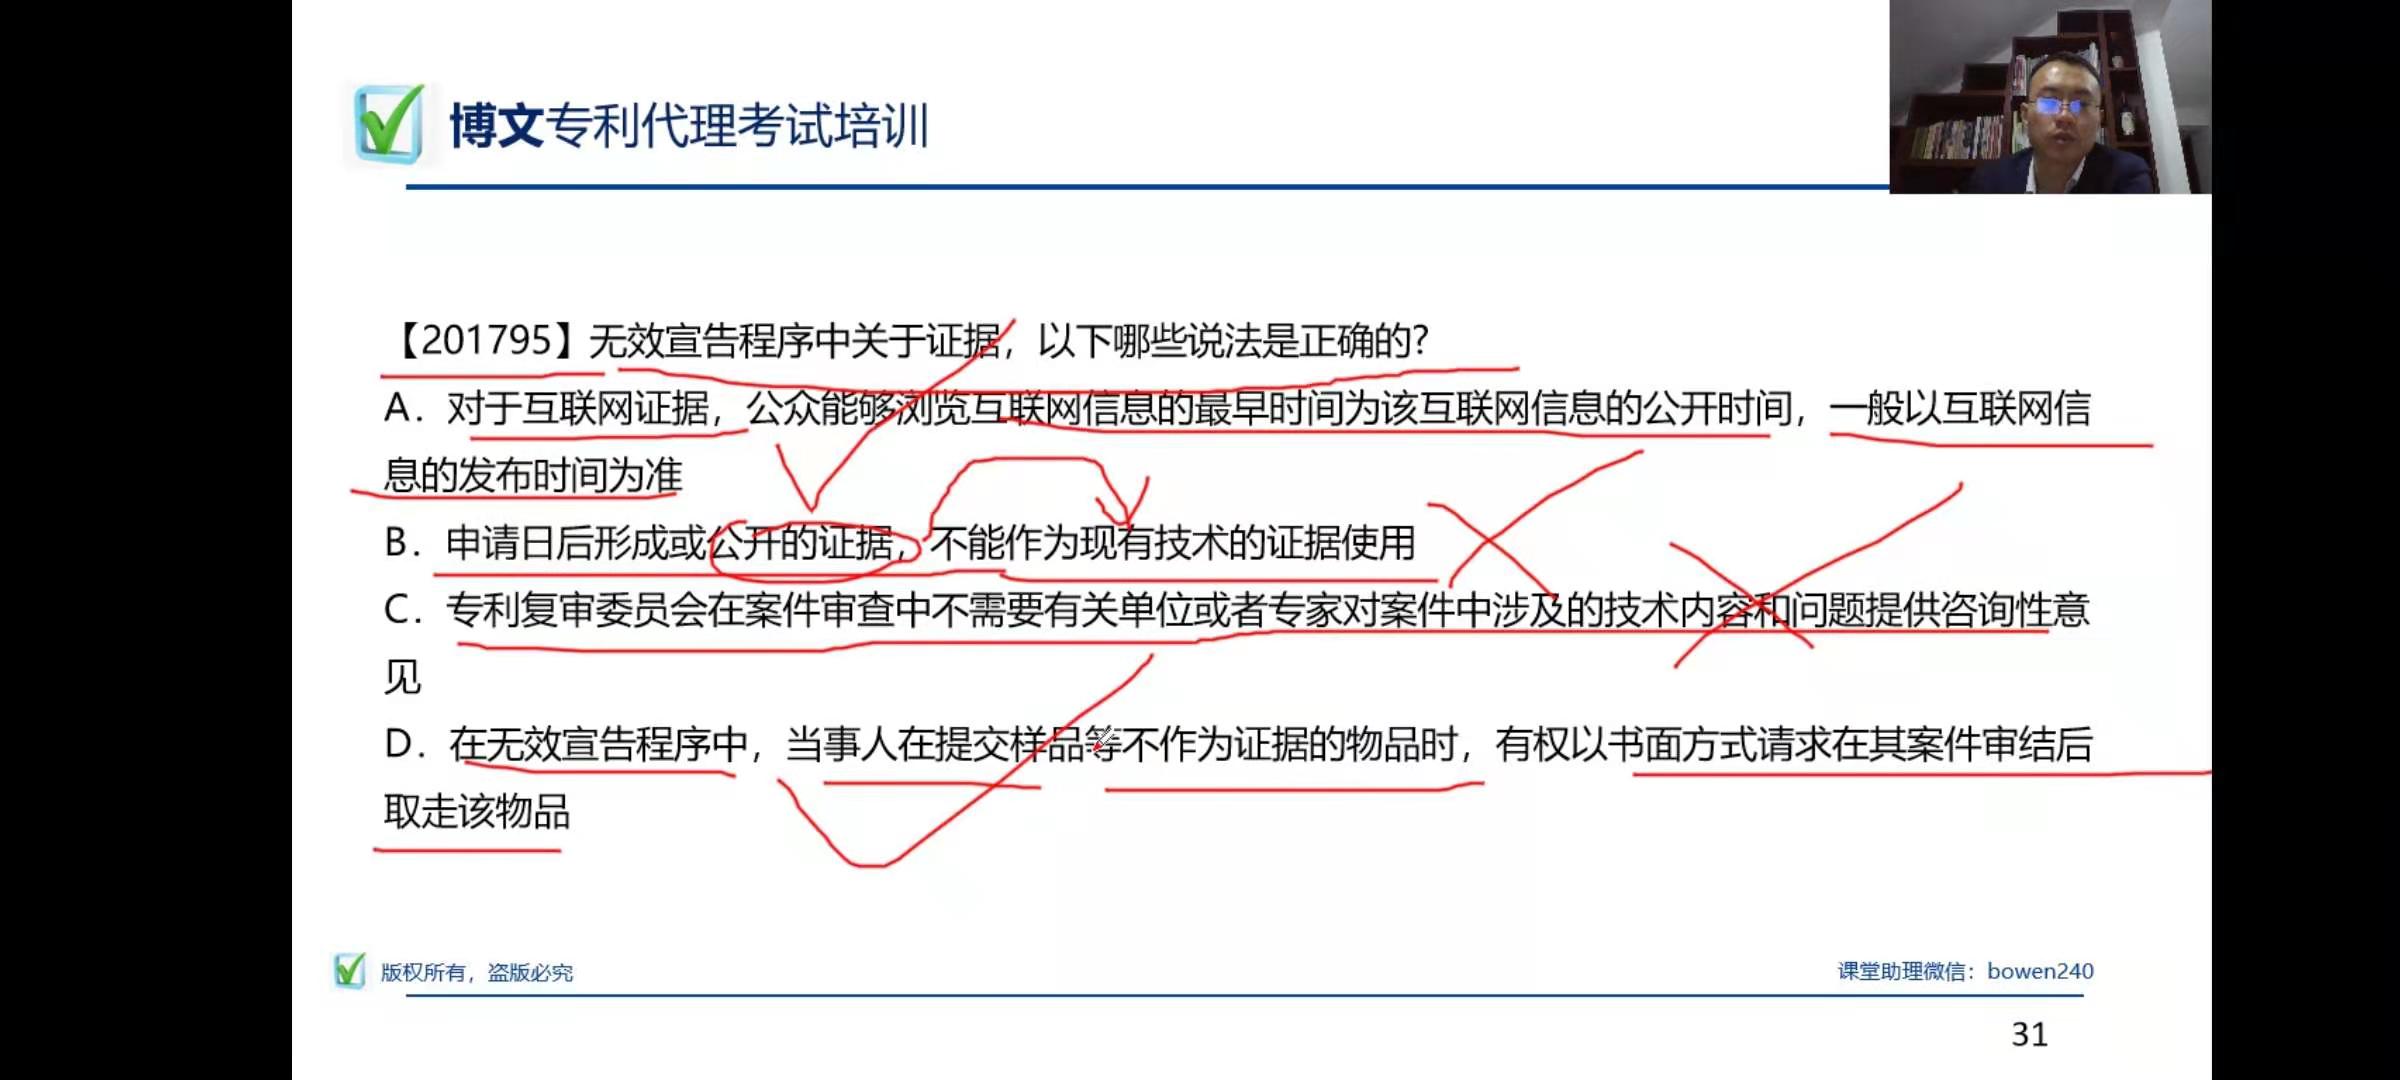 博文专利代理考试培训
【201795】无效宣告程序中关于证据，以下哪些说法是正确的?
A．对于互联网证据，公众能够浏览互联网信息的最早时间为该互联网信息的公开时间，一般以互联网信
息的发布时间为准
B．申请日后形成或公开的证据，不能作为现有技术的证据使用
C．专利复审委员会在案件审查中不需要有关单位或者专家对案件中涉及的技术内容和问题提供咨询性意
见
D．在无效宣告程序中，当事人在提交样品等不作为证据的物品时，有权以书面方式请求在其案件审结后
取走该物品
版权所有，盗版必究
课堂助理微信：bowen240
31